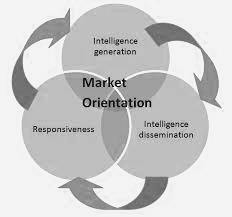 Intelligence
generation
Market
Orientation
Responsiveness
Intelligence
dissemination